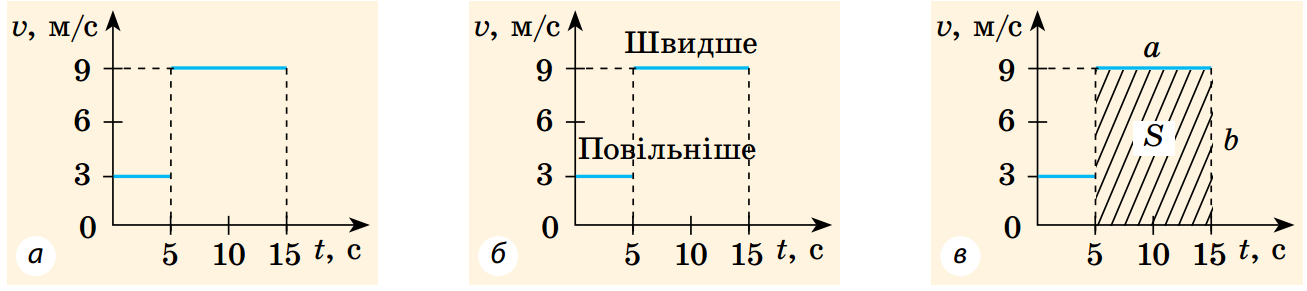 v, м/с
9
6
3
0
5 10 15 t, с
а
v, м/с
Швидше
9
6
Повільніше
3
0
5 10 15 t, с
б
v, м/с
a
9
6
S
b
3
0
5 10 15 t, с
в